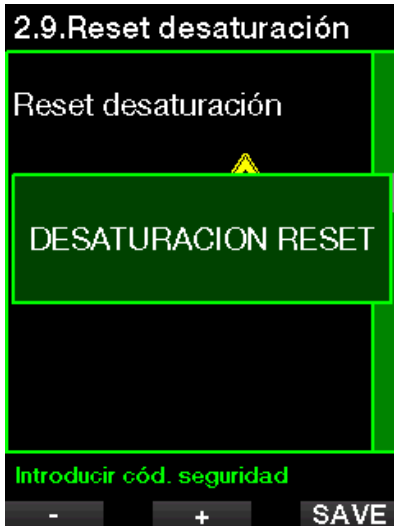 2.9.Reset desaturación
Reset desaturación
DESATURACION RESET
Introducir cód. seguridad
- + SAVE